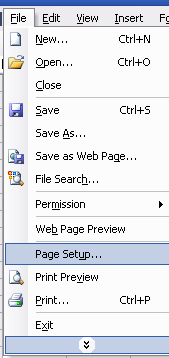 File Edit View Insert
New... Ctrl+N
Open... Ctrl+O
Close
Save Ctrl+S
Save As...
Save as Web Page...
File Search...
Permission
Web Page Preview
Page Setup...
Print Preview
Print... Ctrl+P
Exit